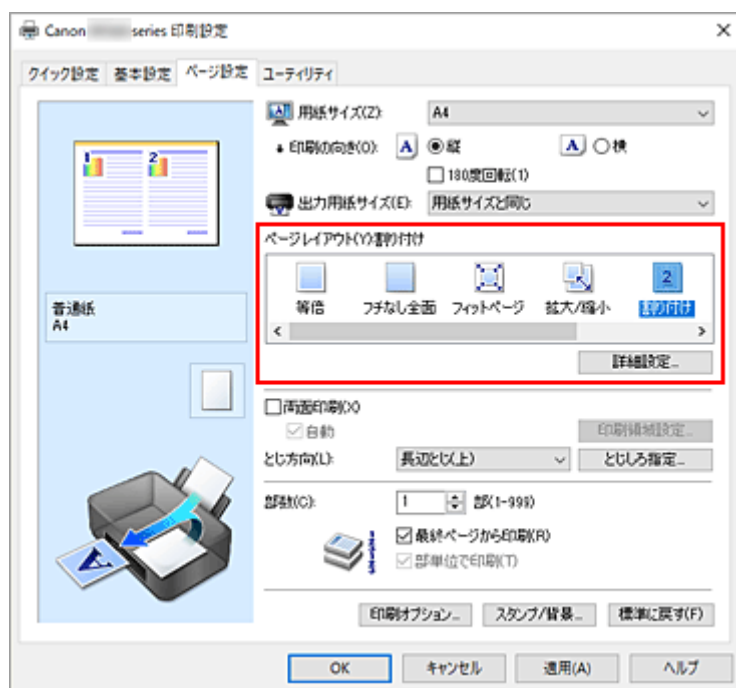 Canon series 印刷設定
クイック設定 基本設定 ページ設定 ユーティリティ
1 2
普通紙
A4
用紙サイズ(Z): A4
印刷の向き(O): A 縦 A 横
180度回転(1)
出力用紙サイズ(E): 用紙サイズと同じ
ページレイアウト(Y):割り付け
2
等倍 フチなし全面 フィットページ 拡大/縮小 割り付け
詳細設定...
両面印刷(X)
自動 印刷領域設定...
とじ方向(L): 長辺とじ(上) とじしろ指定...
部数(C): 1 部(1-999)
最終ページから印刷(R)
部単位で印刷(T)
印刷オプション... スタンプ/背景... 標準に戻す(F)
OK キャンセル 適用(A) ヘルプ